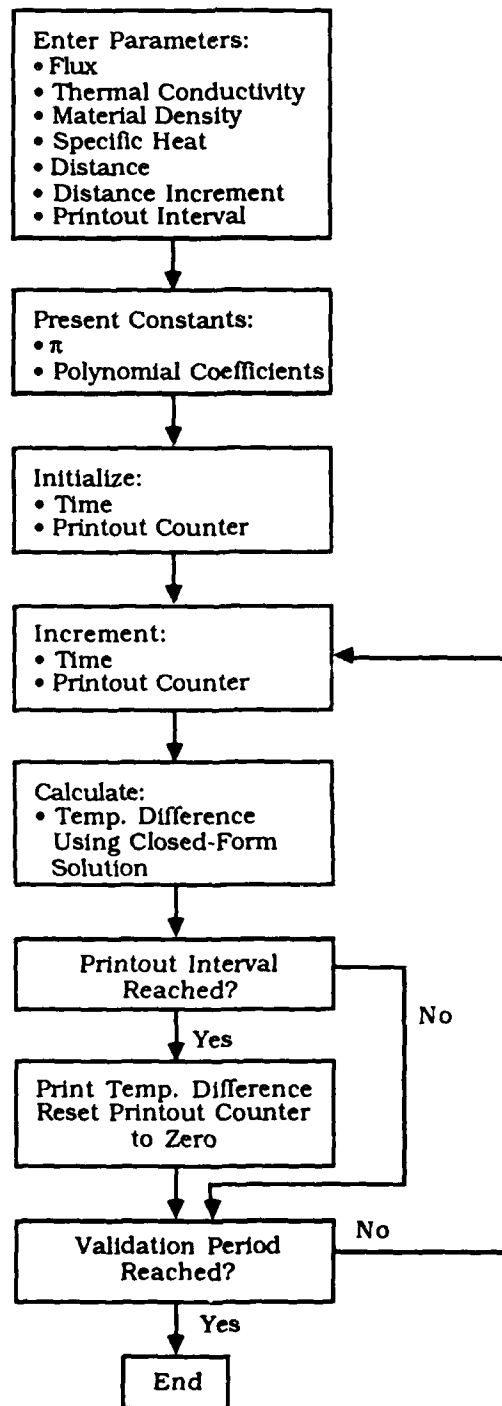 Enter Parameters:
• Flux
• Thermal Conductivity
• Material Density
• Specific Heat
• Distance
• Distance Increment
• Printout Interval
Present Constants:
• π
• Polynomial Coefficients
Initialize:
• Time
• Printout Counter
Increment:
• Time
• Printout Counter
Calculate:
• Temp. Difference
Using Closed-Form
Solution
Printout Interval
Reached?
No
Yes
Print Temp. Difference
Reset Printout Counter
to Zero
Validation Period
Reached?
No
Yes
End